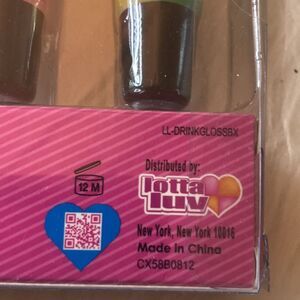 LL-DRINKGLOSSBX
12 M
Distributed by:
lotta
luv
New York, New York 10016
Made in China
CX58B0812